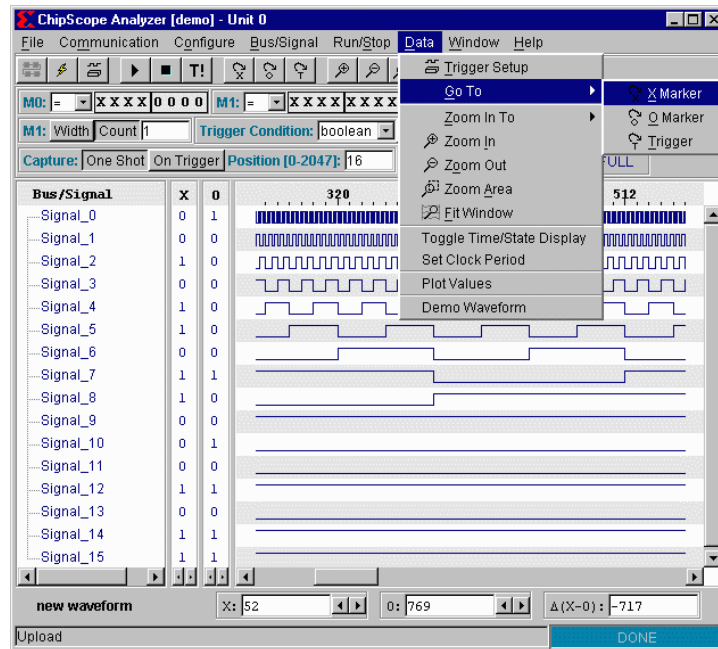 ChipScope Analyzer [demo] - Unit 0
File Communication Configure Bus/Signal Run/Stop Data Window Help
T!
M0: = X X X X 0 0 0 0 M1: = X X X X X X X X
M1: Width Count 1 Trigger Condition: boolean
Capture: One Shot On Trigger Position [0-2047]: 16 FULL
Trigger Setup
Go To
Zoom In To
Zoom In
Zoom Out
Zoom Area
Fit Window
Toggle Time/State Display
Set Clock Period
Plot Values
Demo Waveform
X Marker
O Marker
Trigger
Bus/Signal X O 320 512
Signal_0 0 1
Signal_1 0 0
Signal_2 1 0
Signal_3 0 0
Signal_4 1 0
Signal_5 1 0
Signal_6 0 0
Signal_7 1 1
Signal_8 1 0
Signal_9 0 0
Signal_10 0 1
Signal_11 0 0
Signal_12 1 1
Signal_13 0 0
Signal_14 1 1
Signal_15 1 1
new waveform X: 52 O: 769 Δ(X-O): -717
Upload DONE